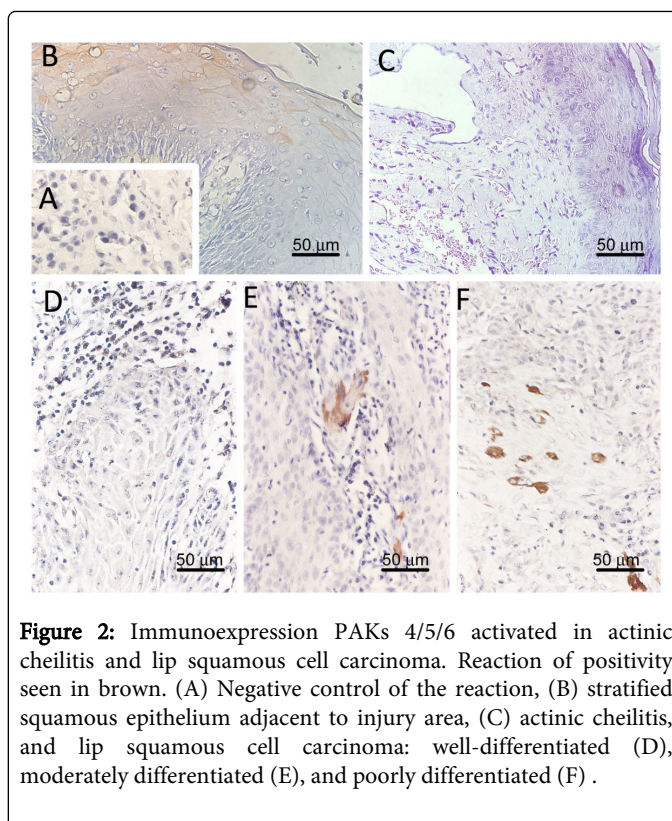 B
C
A
50 μm
50 μm
D
E
F
50 μm
50 μm
50 μm
Figure 2: Immunoexpression PAKs 4/5/6 activated in actinic
cheilitis and lip squamous cell carcinoma. Reaction of positivity
seen in brown. (A) Negative control of the reaction, (B) stratified
squamous epithelium adjacent to injury area, (C) actinic cheilitis,
and lip squamous cell carcinoma: well-differentiated (D),
moderately differentiated (E), and poorly differentiated (F) .